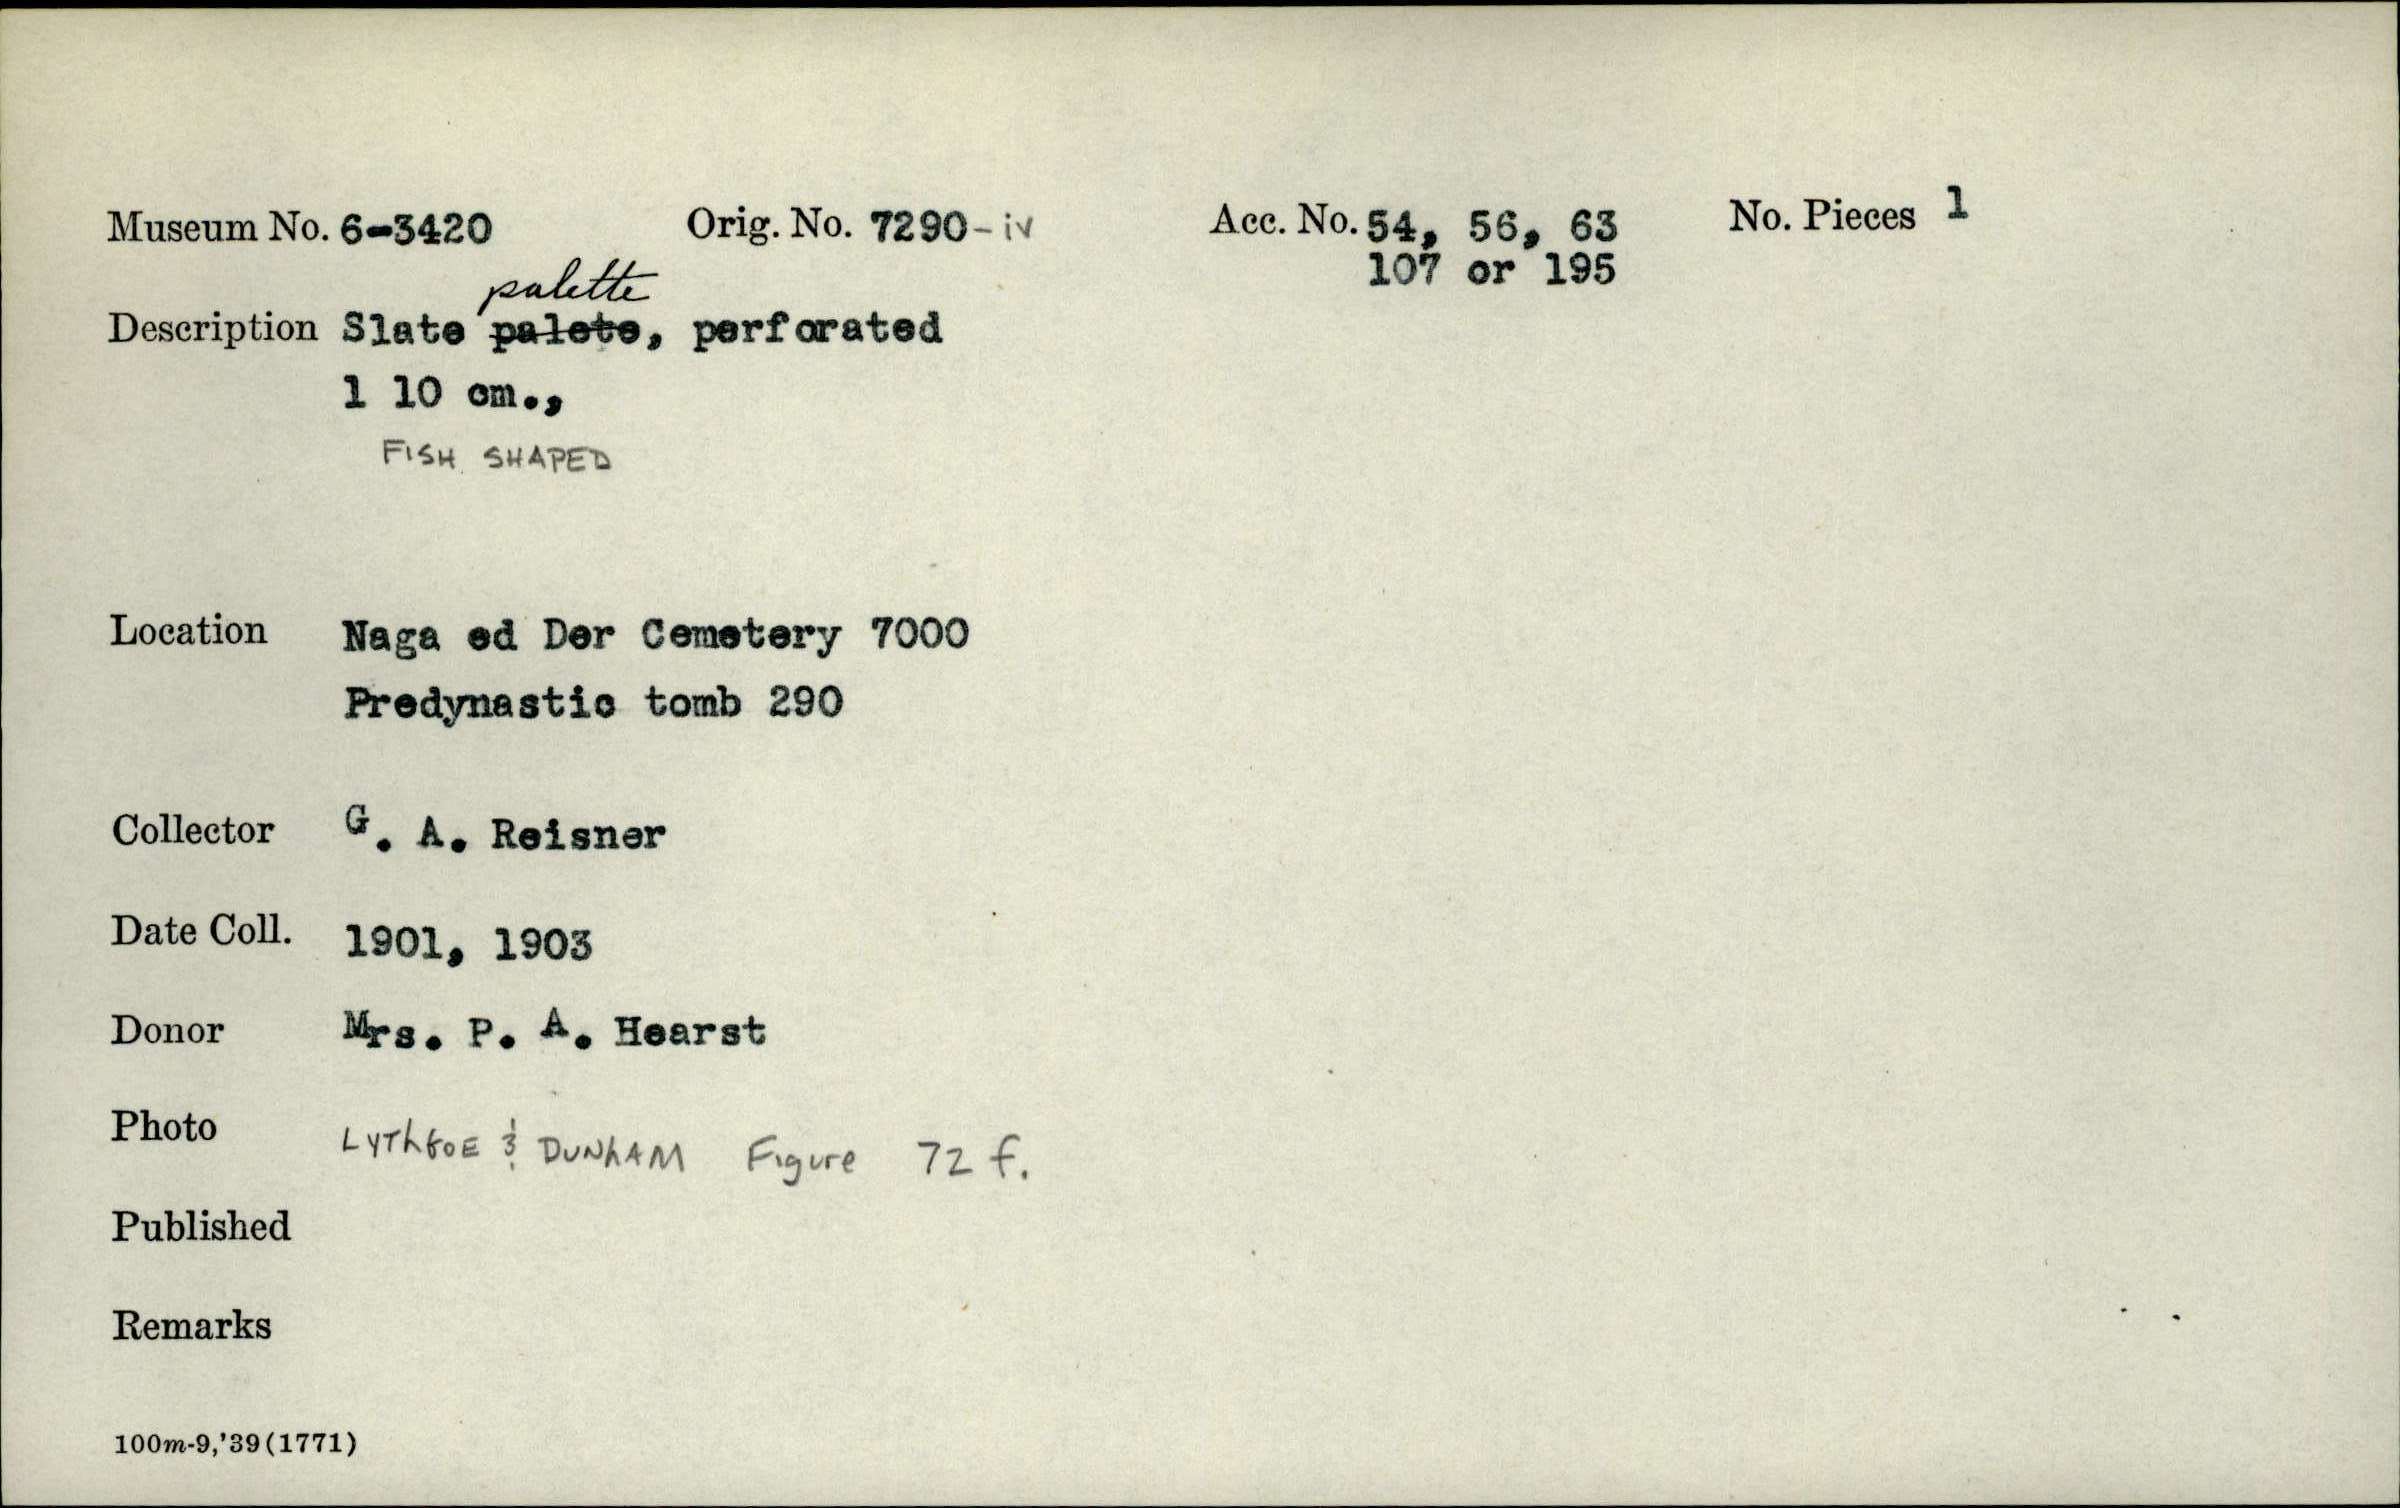 Museum No. 6-3420 Orig. No. 7290-iv Acc. No. 54, 56, 63 No. Pieces 1
107 or 195
palette
Description Slate palete, perforated
1 10 cm.,
FISH SHAPED
Location Naga ed Der Cemetery 7000
Predynastic tomb 290
Collector G. A. Reisner
Date Coll. 1901, 1903
Donor Mrs. P. A. Hearst
Photo LYThGOE & DUNhAM Figure 72 f.
Published
Remarks
100m-9,'39(1771)